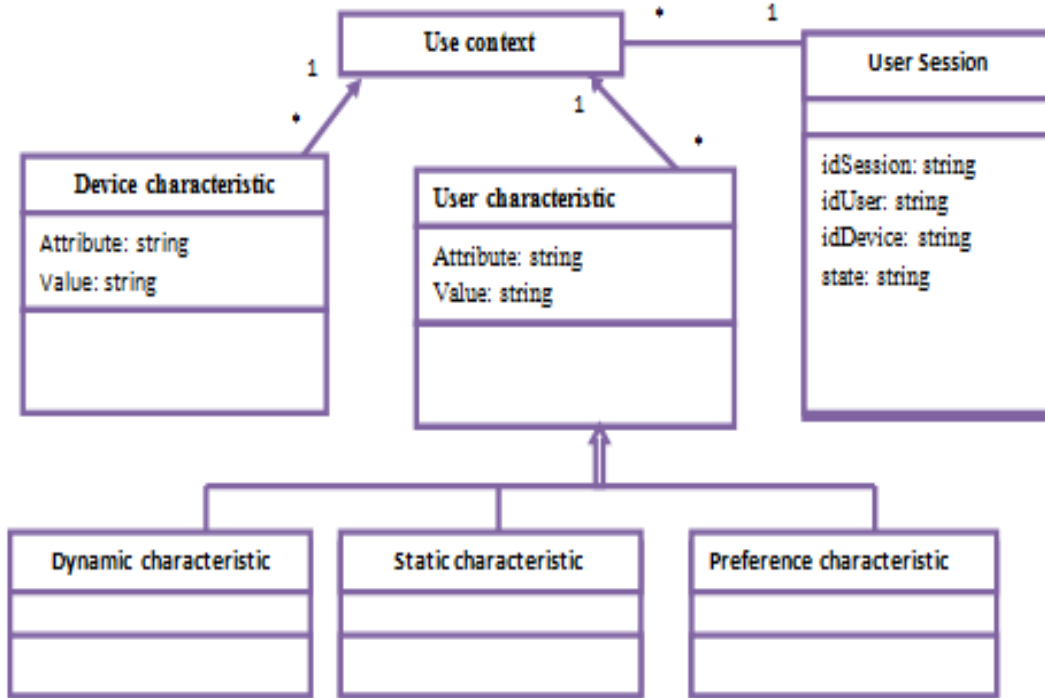 Use context
*
1
User Session
1
*
1
*
idSession: string
idUser: string
idDevice: string
state: string
Device characteristic
Attribute: string
Value: string
User characteristic
Attribute: string
Value: string
Dynamic characteristic
Static characteristic
Preference characteristic